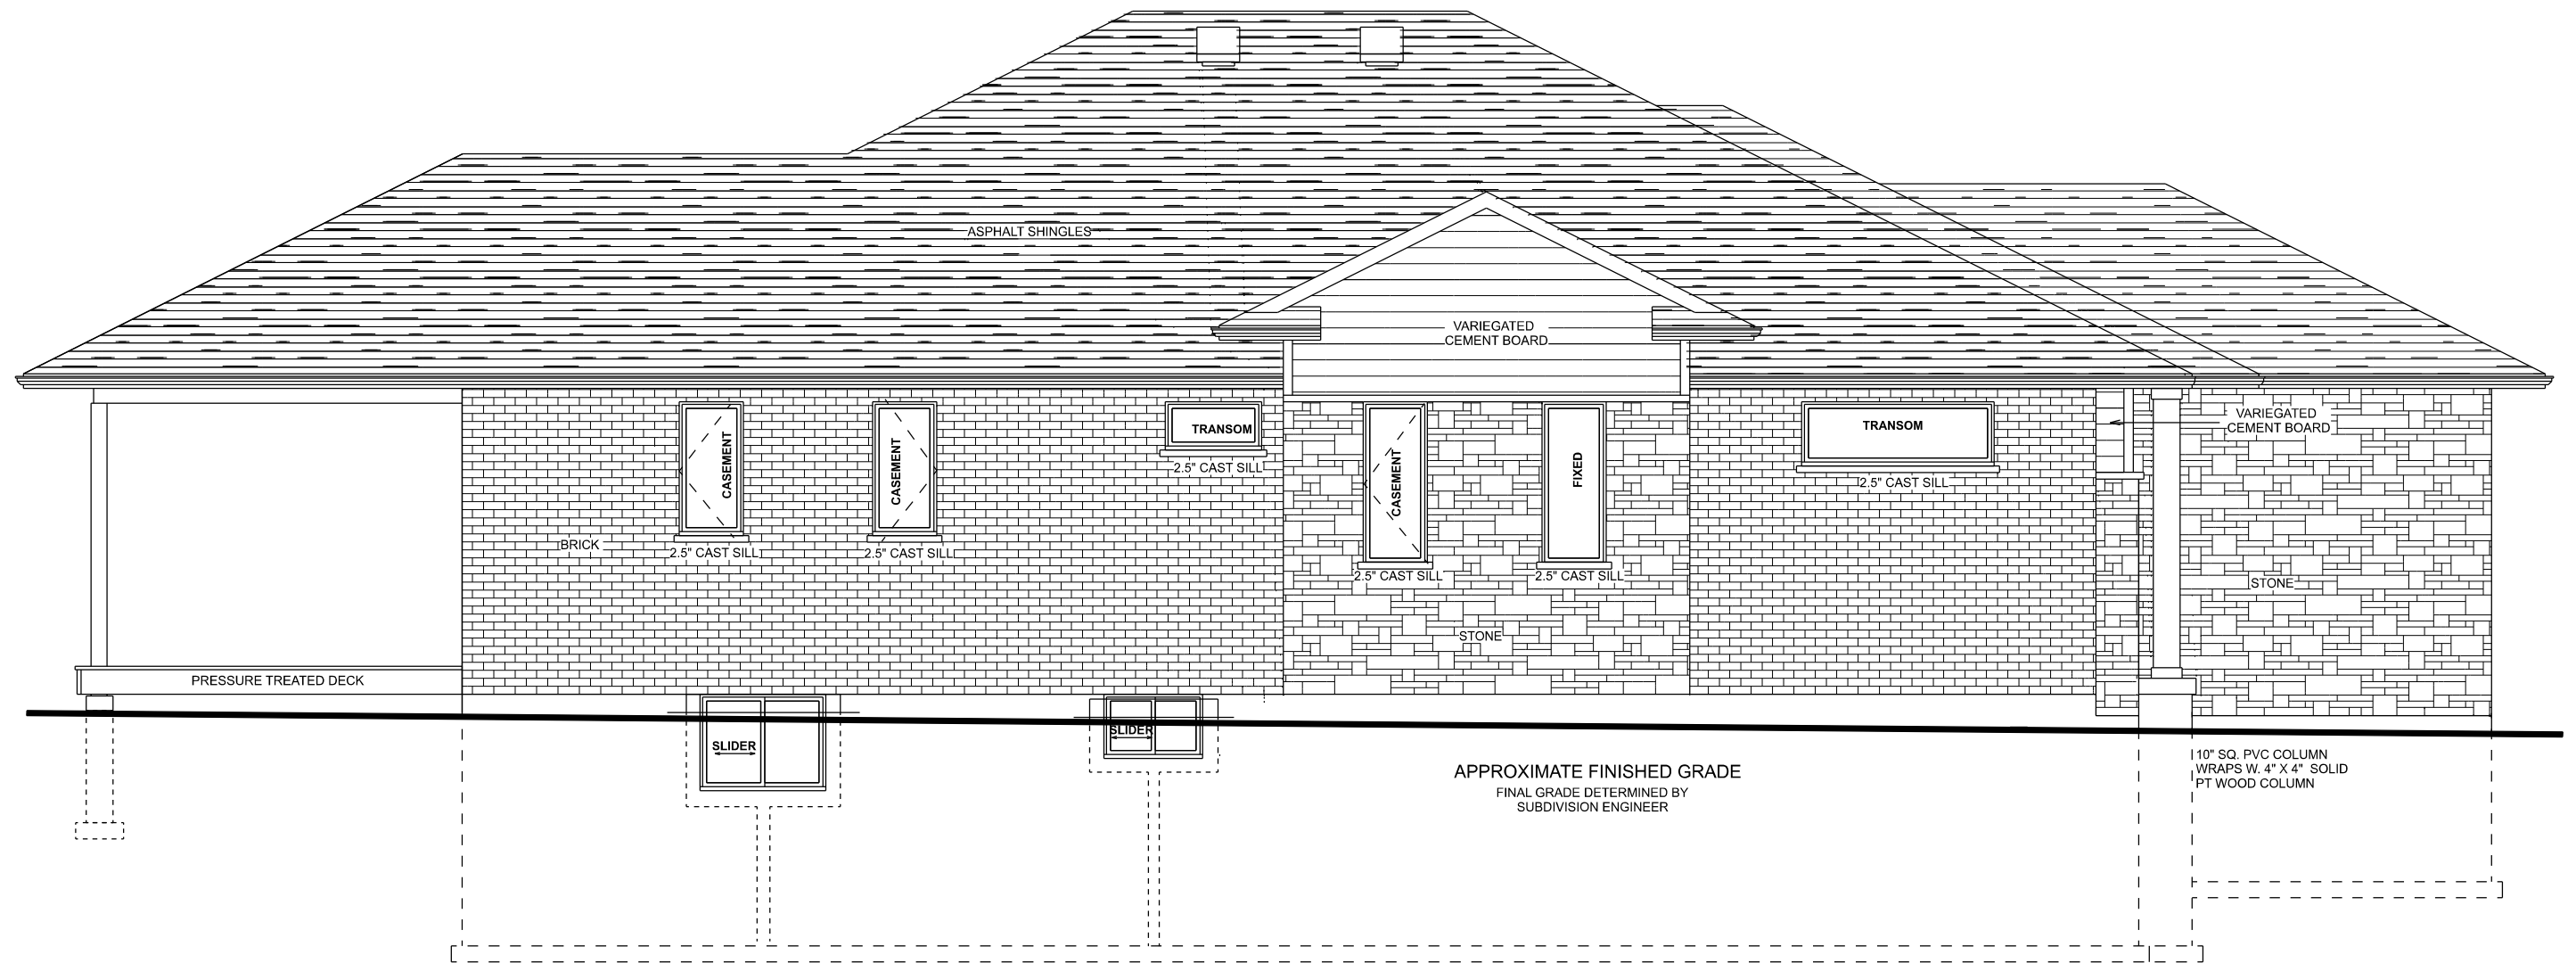 ASPHALT SHINGLES
VARIEGATED
CEMENT BOARD
VARIEGATED
CEMENT BOARD
CASEMENT
CASEMENT
TRANSOM
CASEMENT
FIXED
TRANSOM
2.5" CAST SILL
2.5" CAST SILL
BRICK
2.5" CAST SILL
2.5" CAST SILL
2.5" CAST SILL
2.5" CAST SILL
STONE
STONE
PRESSURE TREATED DECK
SLIDER
SLIDER
10" SQ. PVC COLUMN
WRAPS W. 4" X 4" SOLID
PT WOOD COLUMN
APPROXIMATE FINISHED GRADE
FINAL GRADE DETERMINED BY
SUBDIVISION ENGINEER